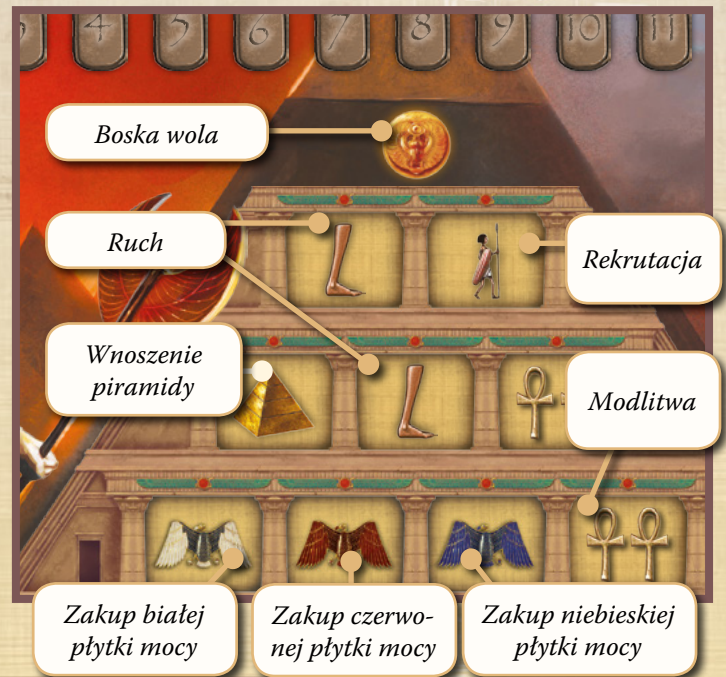 4 5 6 7 8 9 10 11
Boska wola
Ruch
Rekrutacja
Wnoszenie
piramidy
Modlitwa
Zakup białej
płytki mocy
Zakup czerwo-
nej płytki mocy
Zakup niebieskiej
płytki mocy